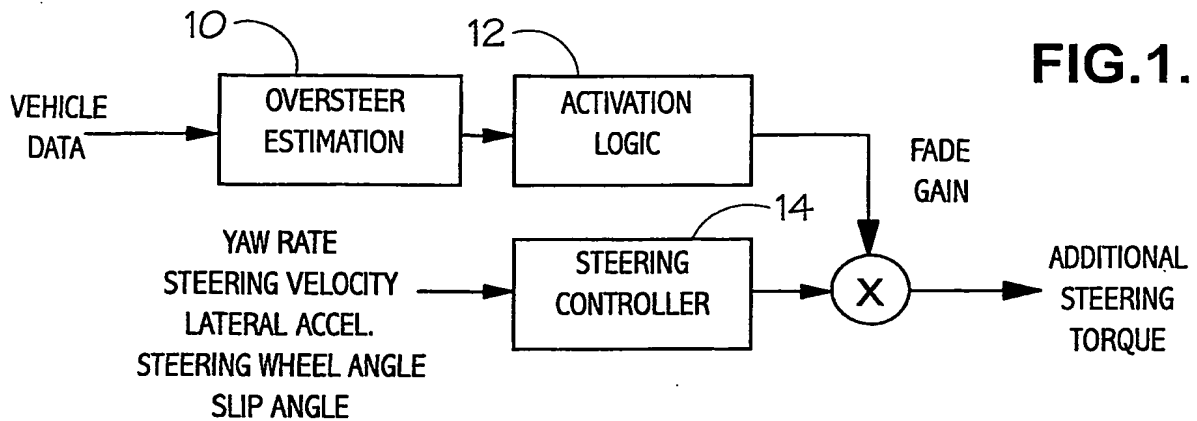 FIG.1.
10
12
VEHICLE
DATA
OVERSTEER
ESTIMATION
ACTIVATION
LOGIC
FADE
GAIN
14
YAW RATE
STEERING VELOCITY
LATERAL ACCEL.
STEERING WHEEL ANGLE
SLIP ANGLE
STEERING
CONTROLLER
X
ADDITIONAL
STEERING
TORQUE